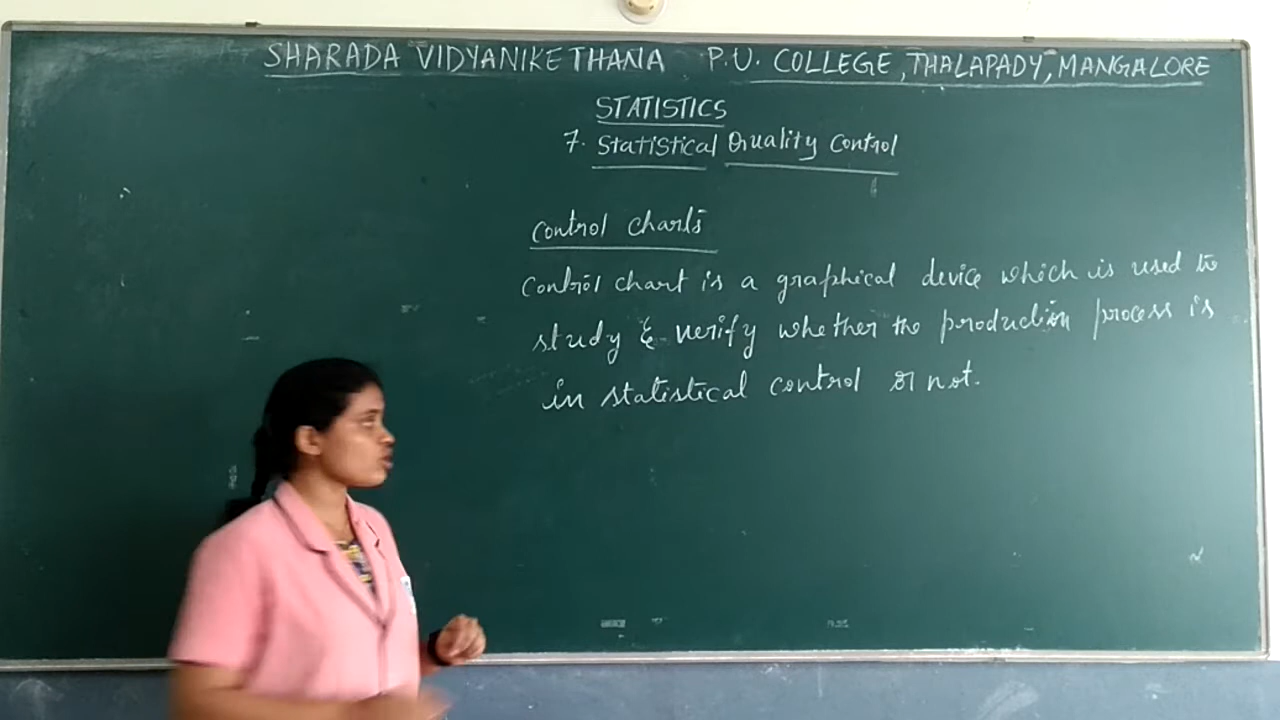 SHARADA VIDYANIKETHANA P.U. COLLEGE, THALAPADY, MANGALORE
STATISTICS
7. Statistical Quality Control
Control Charts
Control chart is a graphical device which is used to
study & verify whether the production process is
in statistical control or not.